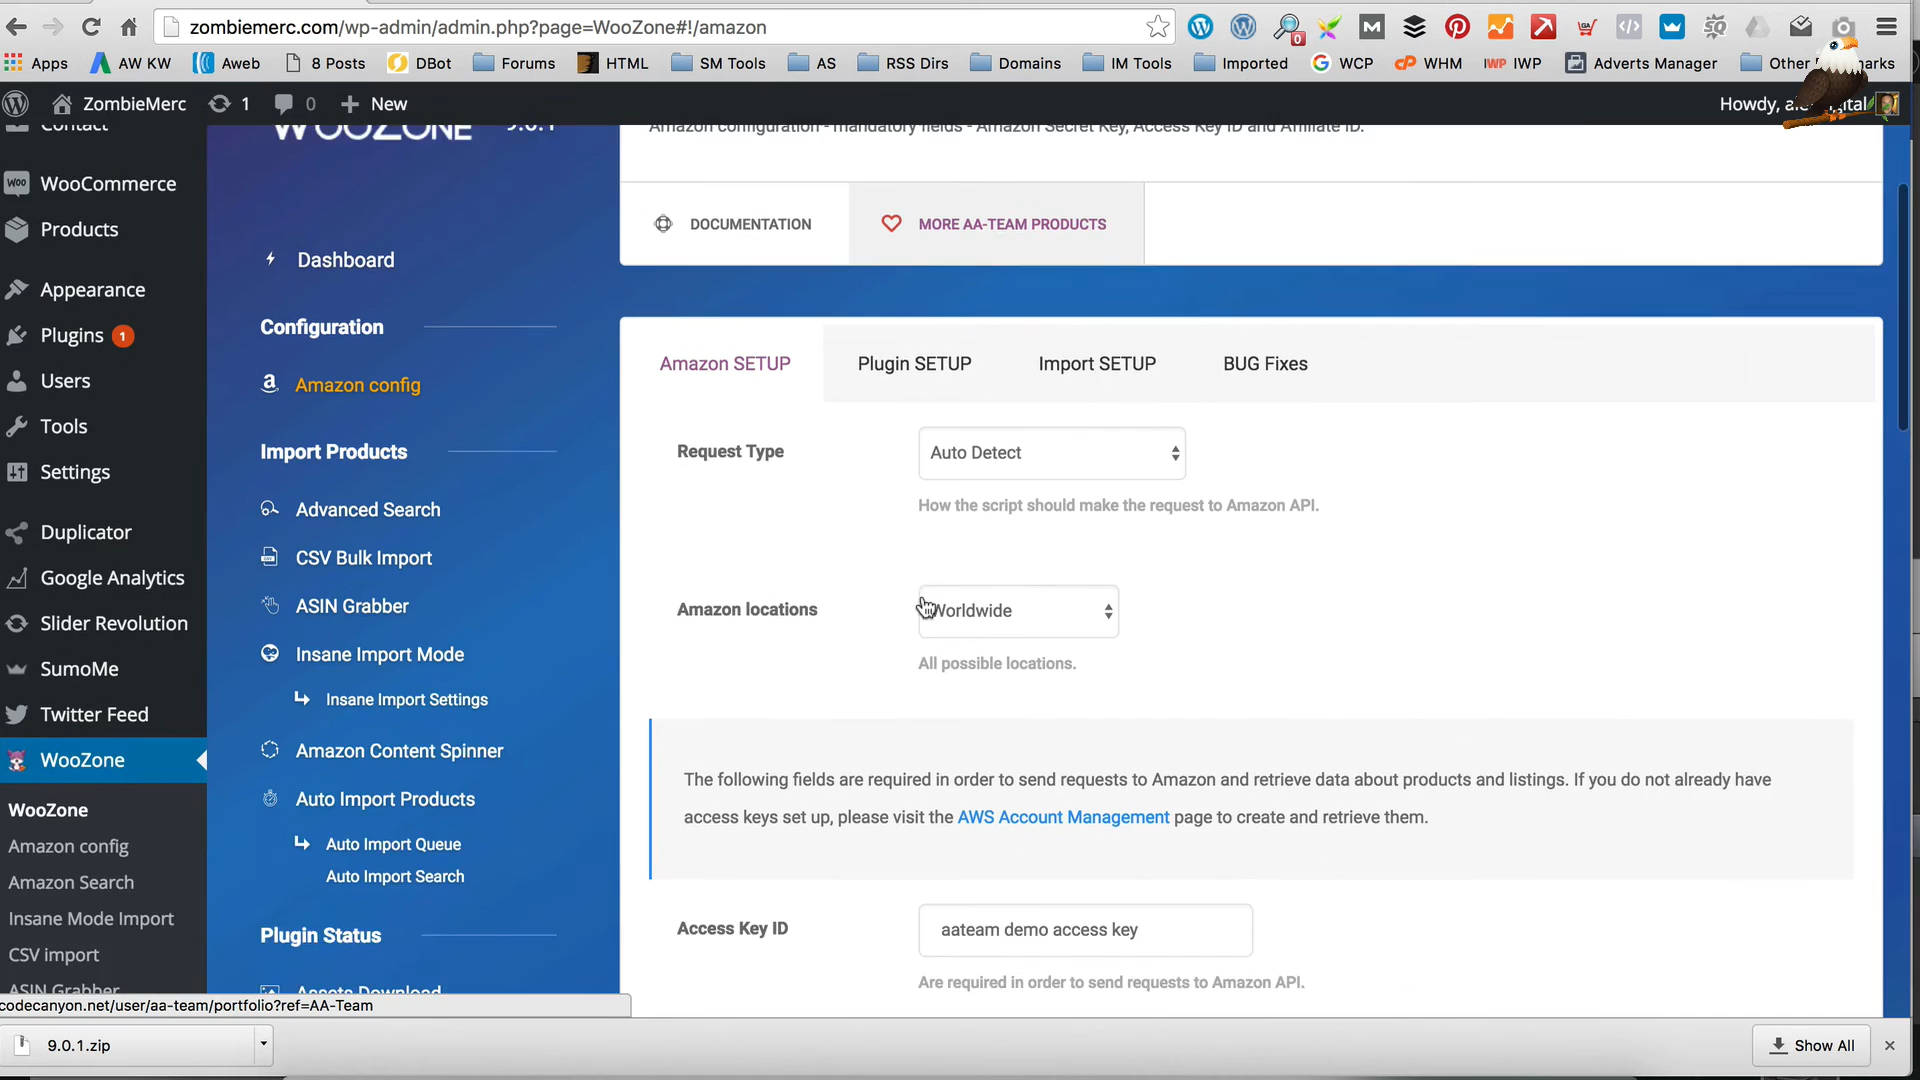 zombiemerc.com/wp-admin/admin.php?page=WooZone#!/amazon
0
Apps AW KW Aweb 8 Posts DBot Forums HTML SM Tools AS RSS Dirs Domains IM Tools Imported WCP WHM IWP IWP Adverts Manager Other
ZombieMerc 1 0 New Howdy,
Contact
WooCommerce
Products
Appearance
Plugins 1
Users
Tools
Settings
Duplicator
Google Analytics
Slider Revolution
SumoMe
Twitter Feed
WooZone
WooZone
Amazon config
Amazon Search
Insane Mode Import
CSV import
ASIN Grabber
WOOZONE 9.0.1
Dashboard
Configuration
Amazon config
Import Products
Advanced Search
CSV Bulk Import
ASIN Grabber
Insane Import Mode
Insane Import Settings
Amazon Content Spinner
Auto Import Products
Auto Import Queue
Auto Import Search
Plugin Status
Assets Download
Amazon configuration - mandatory fields - Amazon Secret Key, Access Key ID and Affiliate ID.
DOCUMENTATION MORE AA-TEAM PRODUCTS
Amazon SETUP Plugin SETUP Import SETUP BUG Fixes
Request Type Auto Detect
How the script should make the request to Amazon API.
Amazon locations Worldwide
All possible locations.
The following fields are required in order to send requests to Amazon and retrieve data about products and listings. If you do not already have
access keys set up, please visit the AWS Account Management page to create and retrieve them.
Access Key ID aateam demo access key
Are required in order to send requests to Amazon API.
codecanyon.net/user/aa-team/portfolio?ref=AA-Team
9.0.1.zip Show All